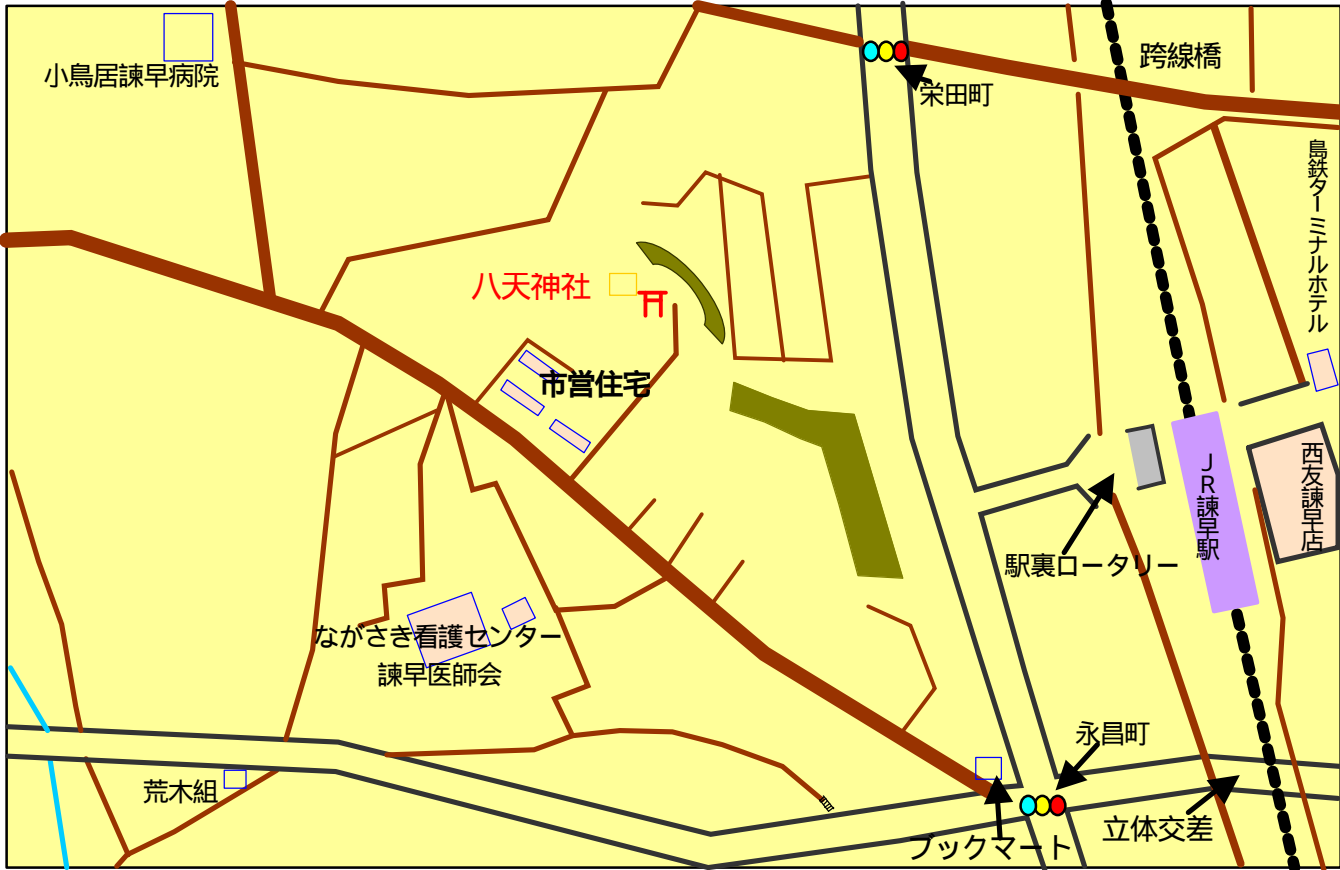 小鳥居諫早病院
跨線橋
栄田町
島鉄ターミナルホテル
八天神社
市営住宅
JR諫早駅
西友諫早店
駅裏ロータリー
ながさき看護センター
諫早医師会
永昌町
荒木組
立体交差
ブックマート